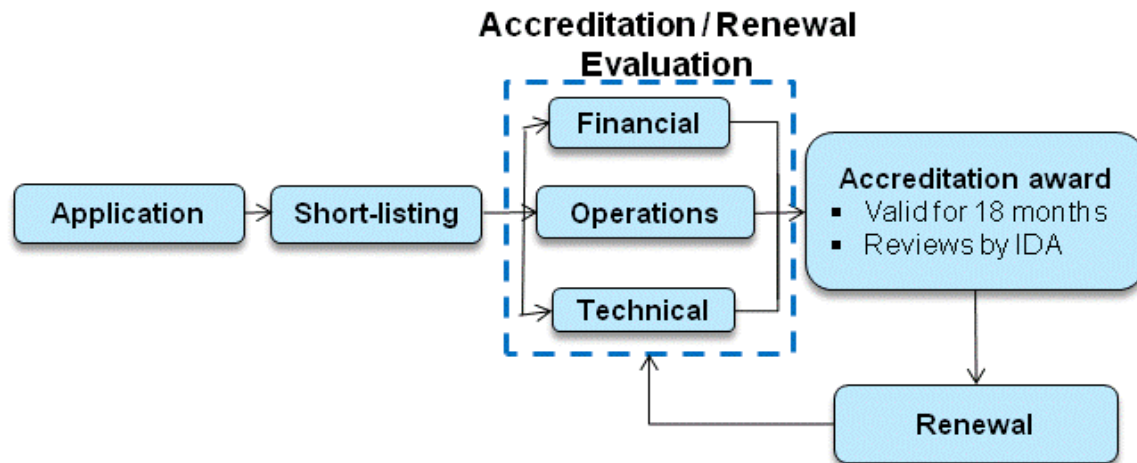 Accreditation / Renewal
Evaluation
Financial
Application
Short-listing
Operations
Technical
Accreditation award
▪ Valid for 18 months
▪ Reviews by IDA
Renewal